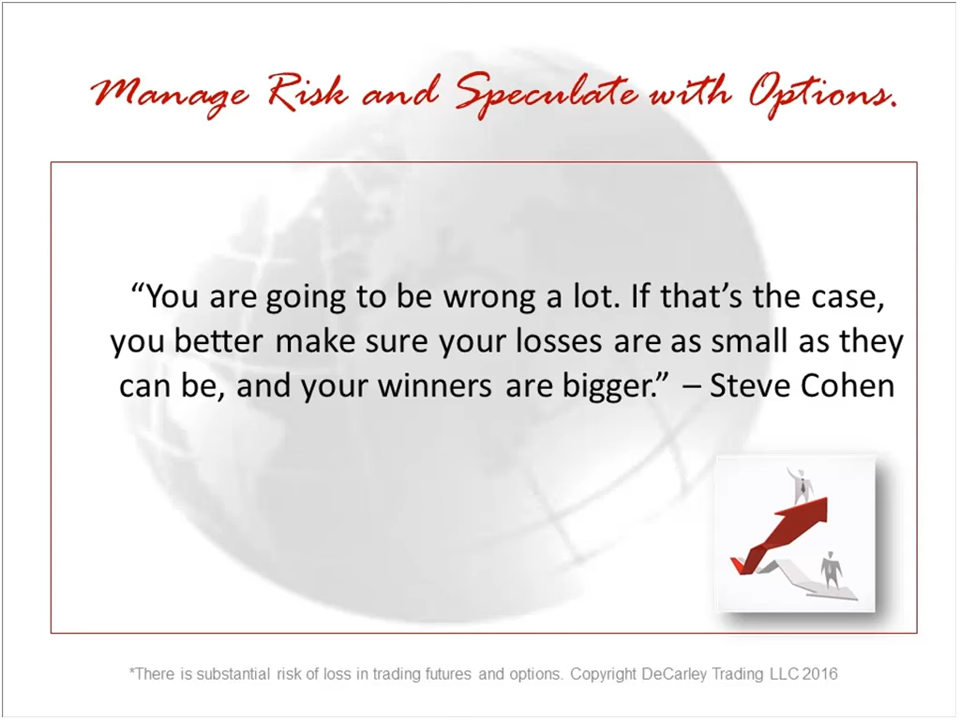 Manage Risk and Speculate with Options.
“You are going to be wrong a lot. If that’s the case,
you better make sure your losses are as small as they
can be, and your winners are bigger.” – Steve Cohen
*There is substantial risk of loss in trading futures and options. Copyright DeCarley Trading LLC 2016